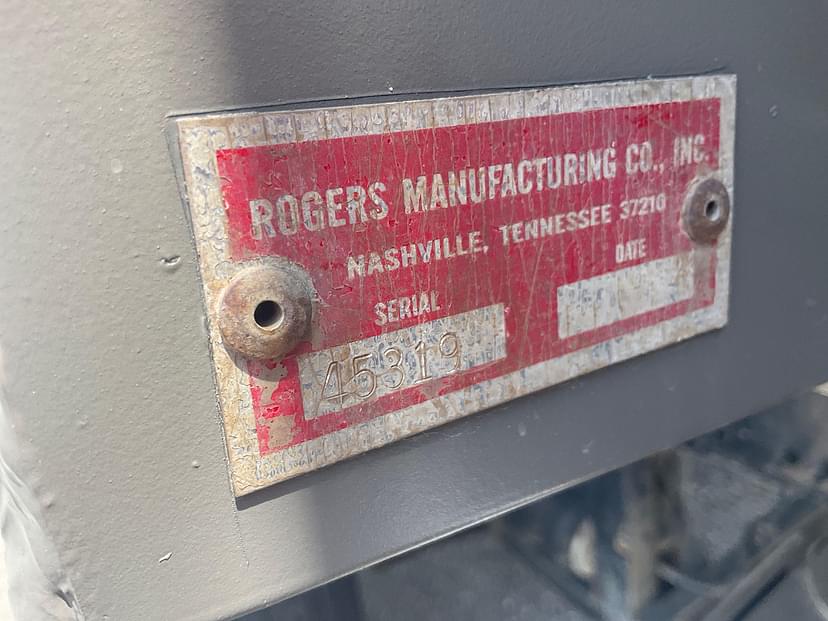 ROGERS MANUFACTURING CO., INC.
NASHVILLE, TENNESSEE 37210
SERIAL DATE
45319